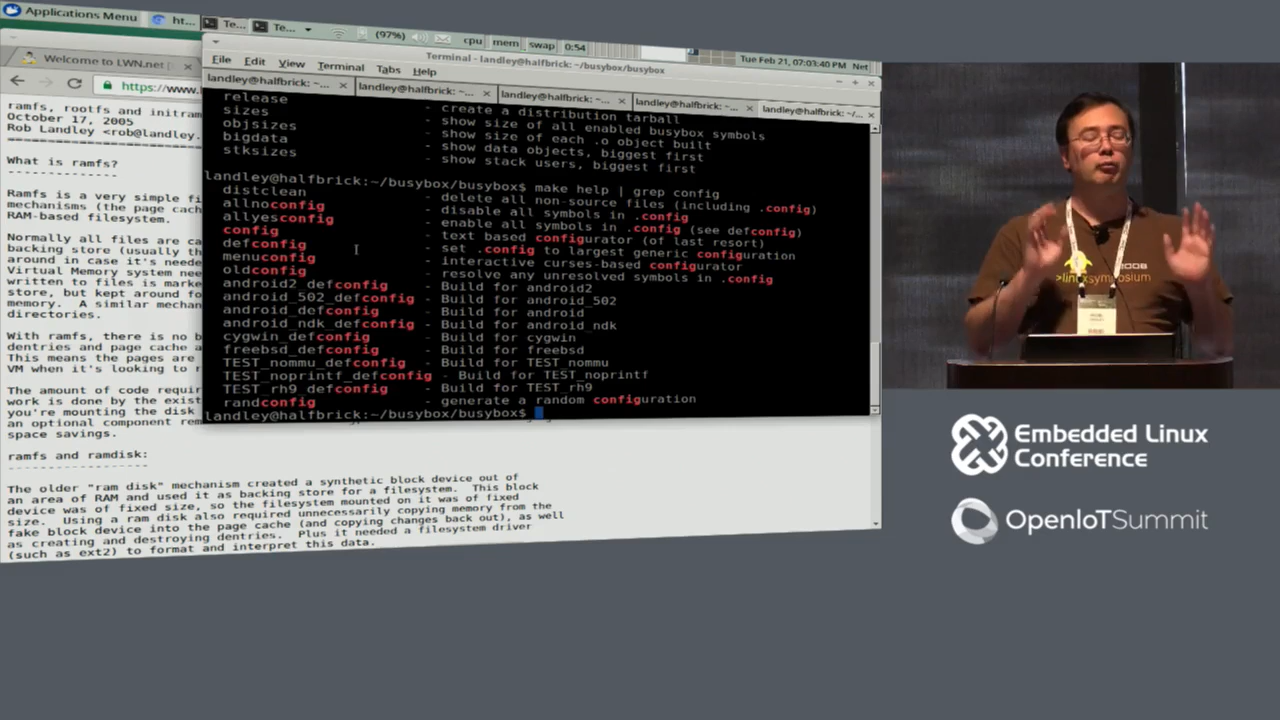 Applications Menu
ht...
Te...
Te...
(97%)
cpu
mem
swap
0:54
Tue Feb 21, 07:03:40 PM
Net
Terminal - landley@halfbrick: ~/busybox/busybox
File Edit View Terminal Tabs Help
landley@halfbrick: ~...
landley@halfbrick: ~...
landley@halfbrick: ~...
landley@halfbrick: ~...
landley@halfbrick: ~/...
release - create a distribution tarball
sizes - show size of all enabled busybox symbols
objsizes - show size of each .o object built
bigdata - show data objects, biggest first
stksizes - show stack users, biggest first
landley@halfbrick:~/busybox/busybox$ make help | grep config
distclean - delete all non-source files (including .config)
allnoconfig - disable all symbols in .config
allyesconfig - enable all symbols in .config (see defconfig)
config - text based configurator (of last resort)
defconfig - set .config to largest generic configuration
menuconfig - interactive curses-based configurator
oldconfig - resolve any unresolved symbols in .config
android2_defconfig - Build for android2
android_502_defconfig - Build for android_502
android_defconfig - Build for android
android_ndk_defconfig - Build for android_ndk
cygwin_defconfig - Build for cygwin
freebsd_defconfig - Build for freebsd
TEST_nommu_defconfig - Build for TEST_nommu
TEST_noprintf_defconfig - Build for TEST_noprintf
TEST_rh9_defconfig - Build for TEST_rh9
randconfig - generate a random configuration
landley@halfbrick:~/busybox/busybox$
Welcome to LWN.net
https://www.
ramfs, rootfs and initram
October 17, 2005
Rob Landley <rob@landley.
What is ramfs?
Ramfs is a very simple fi
mechanisms (the page cac
RAM-based filesystem.
Normally all files are ca
backing store (usually th
around in case it's neede
Virtual Memory system nee
written to files is marke
store, but kept around fo
memory. A similar mechan
directories.
With ramfs, there is no b
dentries and page cache a
This means the pages are
VM when it's looking to r
The amount of code requir
work is done by the exist
you're mounting the disk
an optional component rem
space savings.
ramfs and ramdisk:
The older "ram disk" mechanism created a synthetic block device out of
an area of RAM and used it as backing store for a filesystem. This block
device was of fixed size, so the filesystem mounted on it was of fixed
size. Using a ram disk also required unnecessarily copying memory from the
fake block device into the page cache (and copying changes back out), as well
as creating and destroying dentries. Plus it needed a filesystem driver
(such as ext2) to format and interpret this data.
2008
>linuxsymposium
Embedded Linux
Conference
OpenIoTSummit